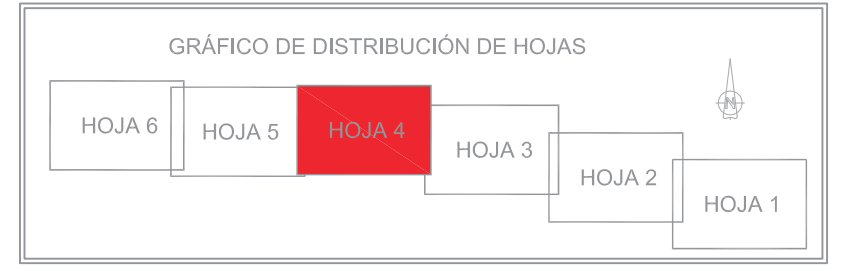 GRÁFICO DE DISTRIBUCIÓN DE HOJAS
N
HOJA 6
HOJA 5
HOJA 4
HOJA 3
HOJA 2
HOJA 1